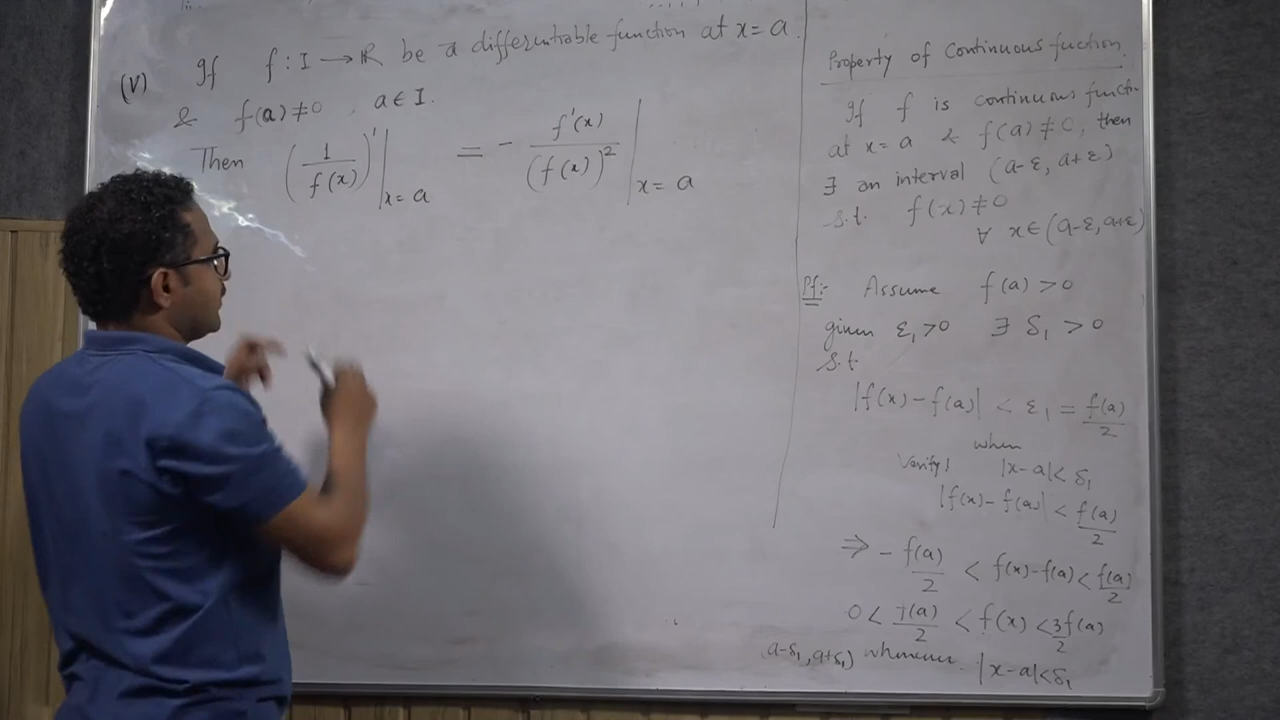 (V) If f : I → ℝ be a differentiable function at x = a.
& f(a) ≠ 0 , a ∈ I.
Then (1/f(x))'|x=a = - f'(x)/(f(x))²|x=a
Property of Continuous fuction.
If f is continuous functi-
at x = a & f(a) ≠ 0, then
∃ an interval (a-ε, a+ε)
s.t. f(x) ≠ 0
∀ x ∈ (a-ε, a+ε)
Pf:- Assume f(a) > 0
given ε₁ > 0 ∃ δ₁ > 0
s.t.
|f(x) - f(a)| < ε₁ = f(a)/2
when
Verify! |x-a| < δ₁
|f(x) - f(a)| < f(a)/2
⇒ - f(a)/2 < f(x) - f(a) < f(a)/2
0 < f(a)/2 < f(x) < 3f(a)/2
(a-δ₁, a+δ₁) whenever |x-a| < δ₁